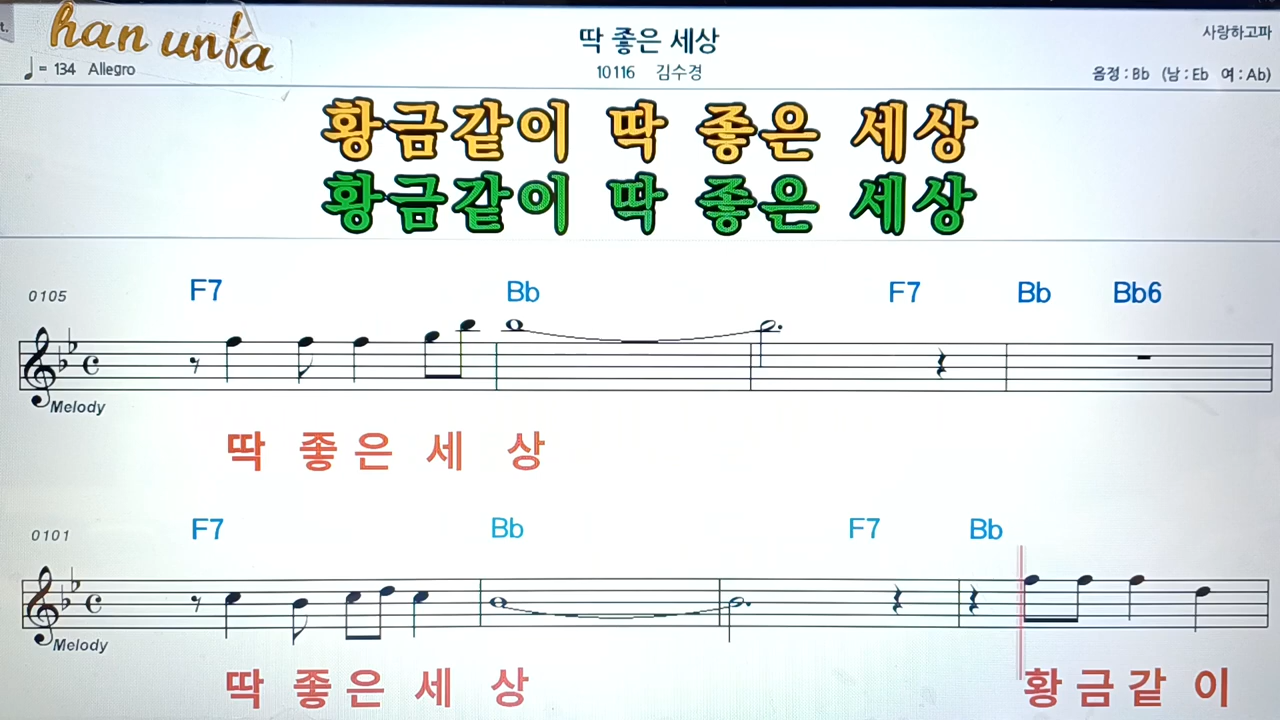 t.
han unfa
딱 좋은 세상
사랑하고파
♩= 134 Allegro
10116 김수경
음정 : Bb (남 : Eb 여 : Ab)
황금같이 딱 좋은 세상
황금같이 딱 좋은 세상
0105 F7 Bb F7 Bb Bb6
Melody
딱 좋은 세 상
0101 F7 Bb F7 Bb
Melody
딱 좋은 세 상 황 금 같 이